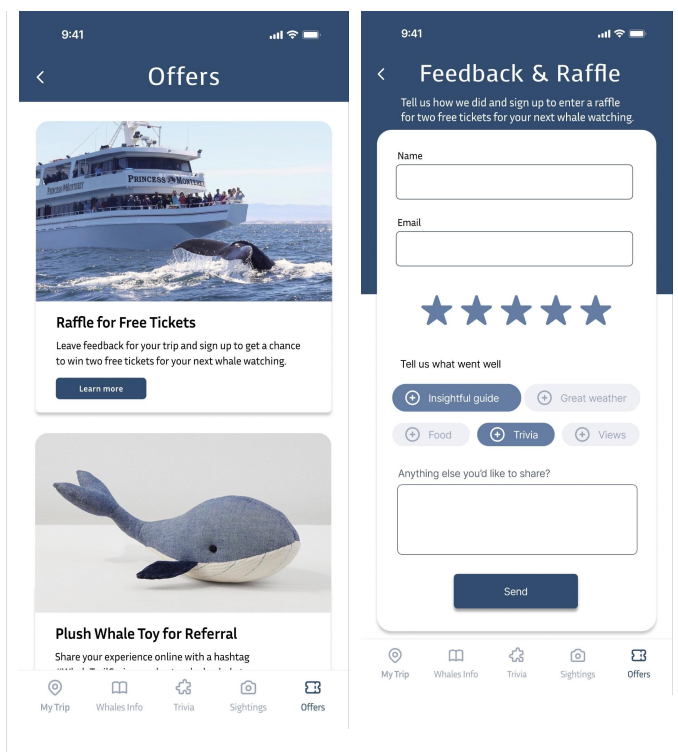 9:41
Offers
PRINCESS MONTEREY
Raffle for Free Tickets
Leave feedback for your trip and sign up to get a chance
to win two free tickets for your next whale watching.
Learn more
Plush Whale Toy for Referral
Share your experience online with a hashtag
My Trip
Whales Info
Trivia
Sightings
Offers
9:41
Feedback & Raffle
Tell us how we did and sign up to enter a raffle
for two free tickets for your next whale watching.
Name
Email
Tell us what went well
Insightful guide
Great weather
Food
Trivia
Views
Anything else you'd like to share?
Send
My Trip
Whales Info
Trivia
Sightings
Offers